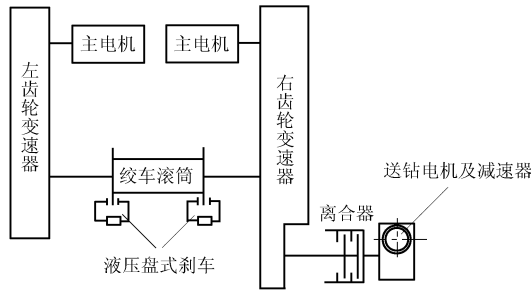 左齿轮变速器
主电机
主电机
右齿轮变速器
绞车滚筒
送钻电机及减速器
离合器
液压盘式刹车